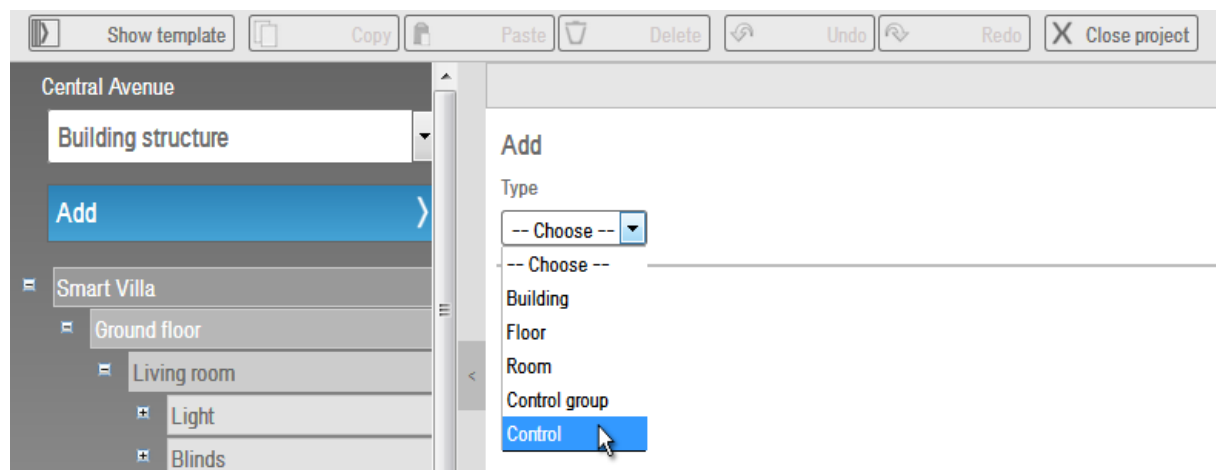 Show template Copy Paste Delete Undo Redo Close project
Central Avenue
Building structure
Add
Smart Villa
Ground floor
Living room
Light
Blinds
<
Add
Type
-- Choose --
-- Choose --
Building
Floor
Room
Control group
Control